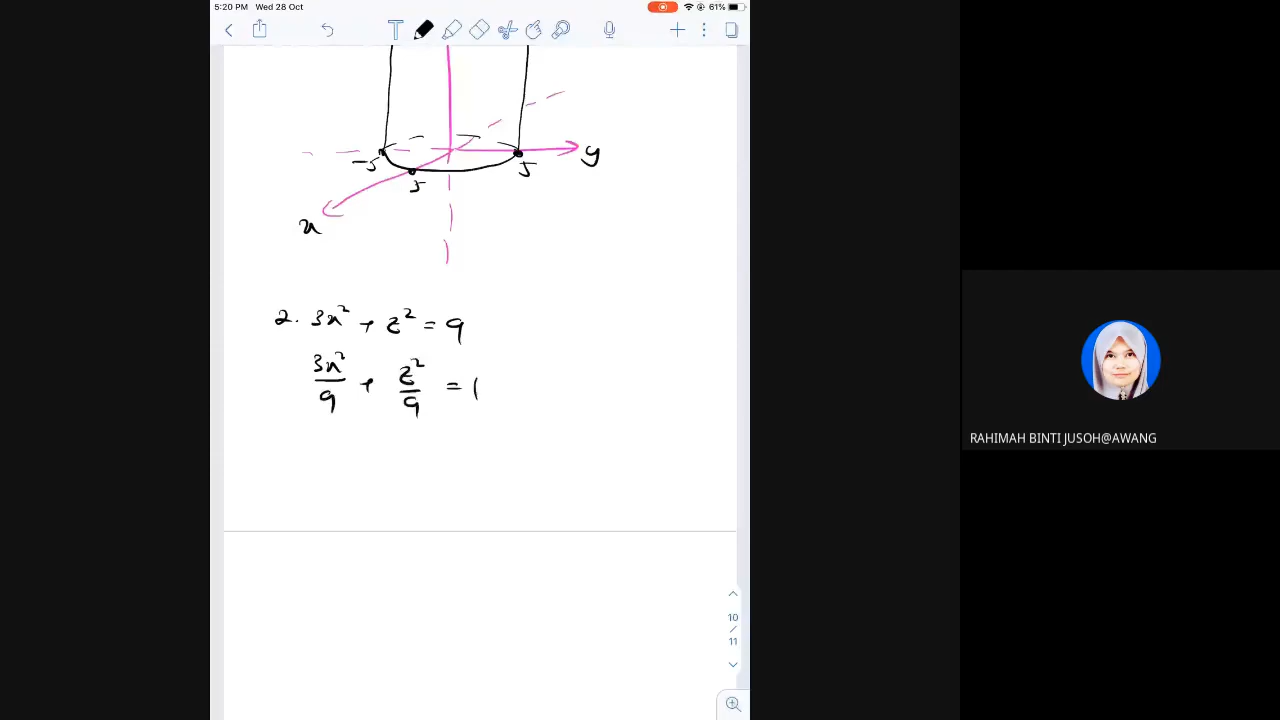 5:20 PM Wed 28 Oct
61%
T
y
-5
5
5
x
2. 3x² + z² = 9
3x²/9 + z²/9 = 1
RAHIMAH BINTI JUSOH@AWANG
10
/
11